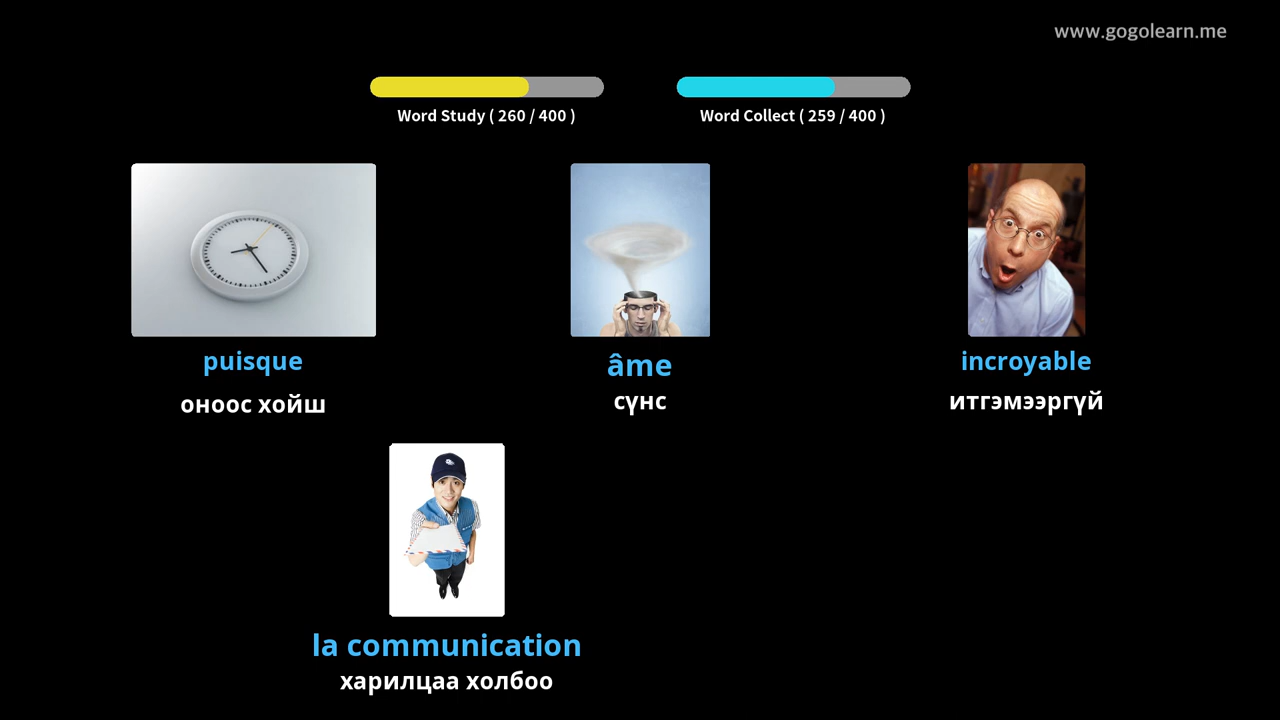 www.gogolearn.me
Word Study ( 260 / 400 )
Word Collect ( 259 / 400 )
puisque
âme
incroyable
оноос хойш
сүнс
итгэмээргүй
la communication
харилцаа холбоо